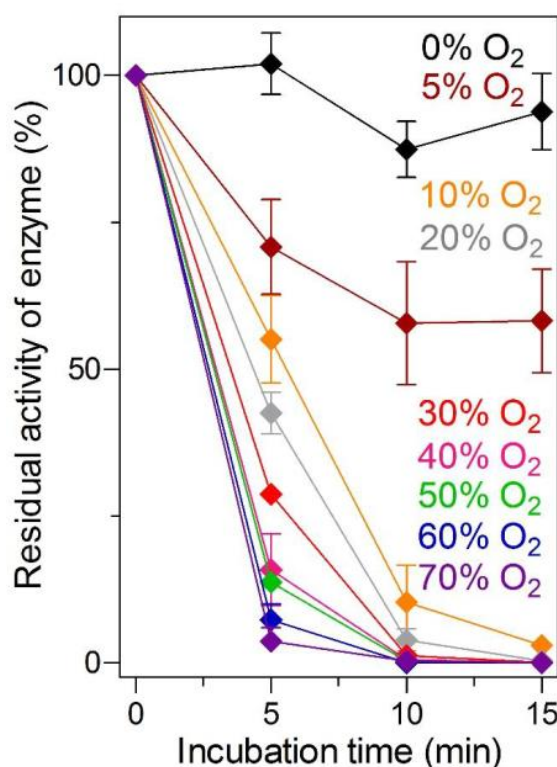 0% O₂
5% O₂
10% O₂
20% O₂
30% O₂
40% O₂
50% O₂
60% O₂
70% O₂
Residual activity of enzyme (%)
100
50
0
0 5 10 15
Incubation time (min)